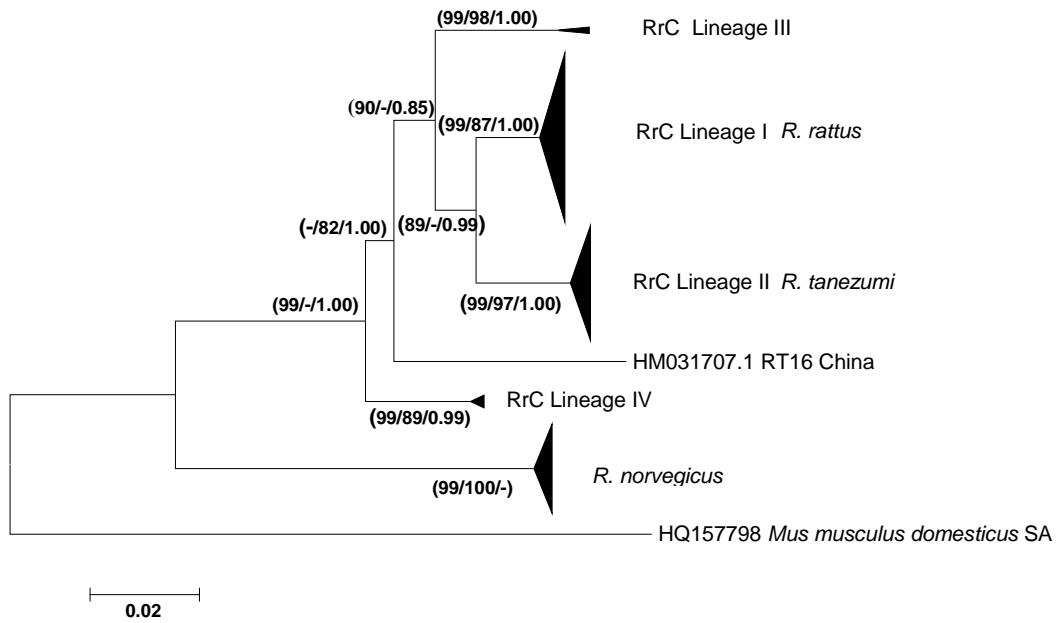 (99/98/1.00)
RrC Lineage III
(90/-/0.85)
(99/87/1.00)
RrC Lineage I R. rattus
(-/82/1.00)
(89/-/0.99)
RrC Lineage II R. tanezumi
(99/-/1.00)
(99/97/1.00)
HM031707.1 RT16 China
RrC Lineage IV
(99/89/0.99)
R. norvegicus
(99/100/-)
HQ157798 Mus musculus domesticus SA
0.02